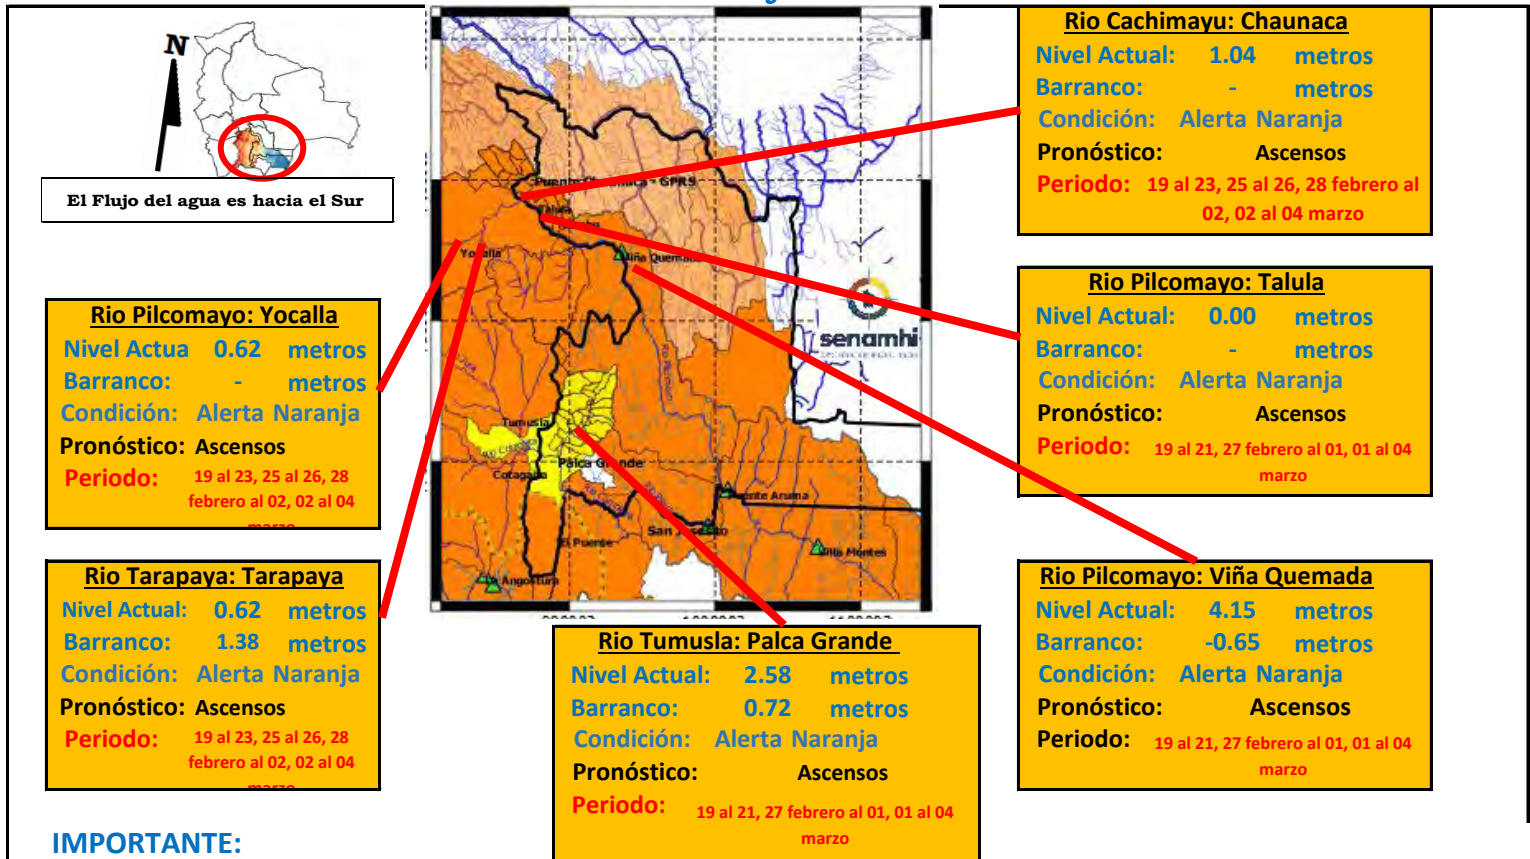 N
El Flujo del agua es hacia el Sur
Rio Cachimayu: Chaunaca
Nivel Actual: 1.04 metros
Barranco: - metros
Condición: Alerta Naranja
Pronóstico: Ascensos
Periodo: 19 al 23, 25 al 26, 28 febrero al
02, 02 al 04 marzo
Rio Pilcomayo: Talula
Nivel Actual: 0.00 metros
Barranco: - metros
Condición: Alerta Naranja
Pronóstico: Ascensos
Periodo: 19 al 21, 27 febrero al 01, 01 al 04
marzo
Rio Pilcomayo: Yocalla
Nivel Actua 0.62 metros
Barranco: - metros
Condición: Alerta Naranja
Pronóstico: Ascensos
Periodo: 19 al 23, 25 al 26, 28
febrero al 02, 02 al 04
marzo
Rio Tarapaya: Tarapaya
Nivel Actual: 0.62 metros
Barranco: 1.38 metros
Condición: Alerta Naranja
Pronóstico: Ascensos
Periodo: 19 al 23, 25 al 26, 28
febrero al 02, 02 al 04
marzo
Rio Tumusla: Palca Grande
Nivel Actual: 2.58 metros
Barranco: 0.72 metros
Condición: Alerta Naranja
Pronóstico: Ascensos
Periodo: 19 al 21, 27 febrero al 01, 01 al 04
marzo
Rio Pilcomayo: Viña Quemada
Nivel Actual: 4.15 metros
Barranco: -0.65 metros
Condición: Alerta Naranja
Pronóstico: Ascensos
Periodo: 19 al 21, 27 febrero al 01, 01 al 04
marzo
Puente - GPRS
Yocalla
Viña Quemada
senamhi
Tumusla
Palca Grande
Cotagaita
Puente Aruma
San Josecito
El Puente
Villa Montes
Angostura
IMPORTANTE: